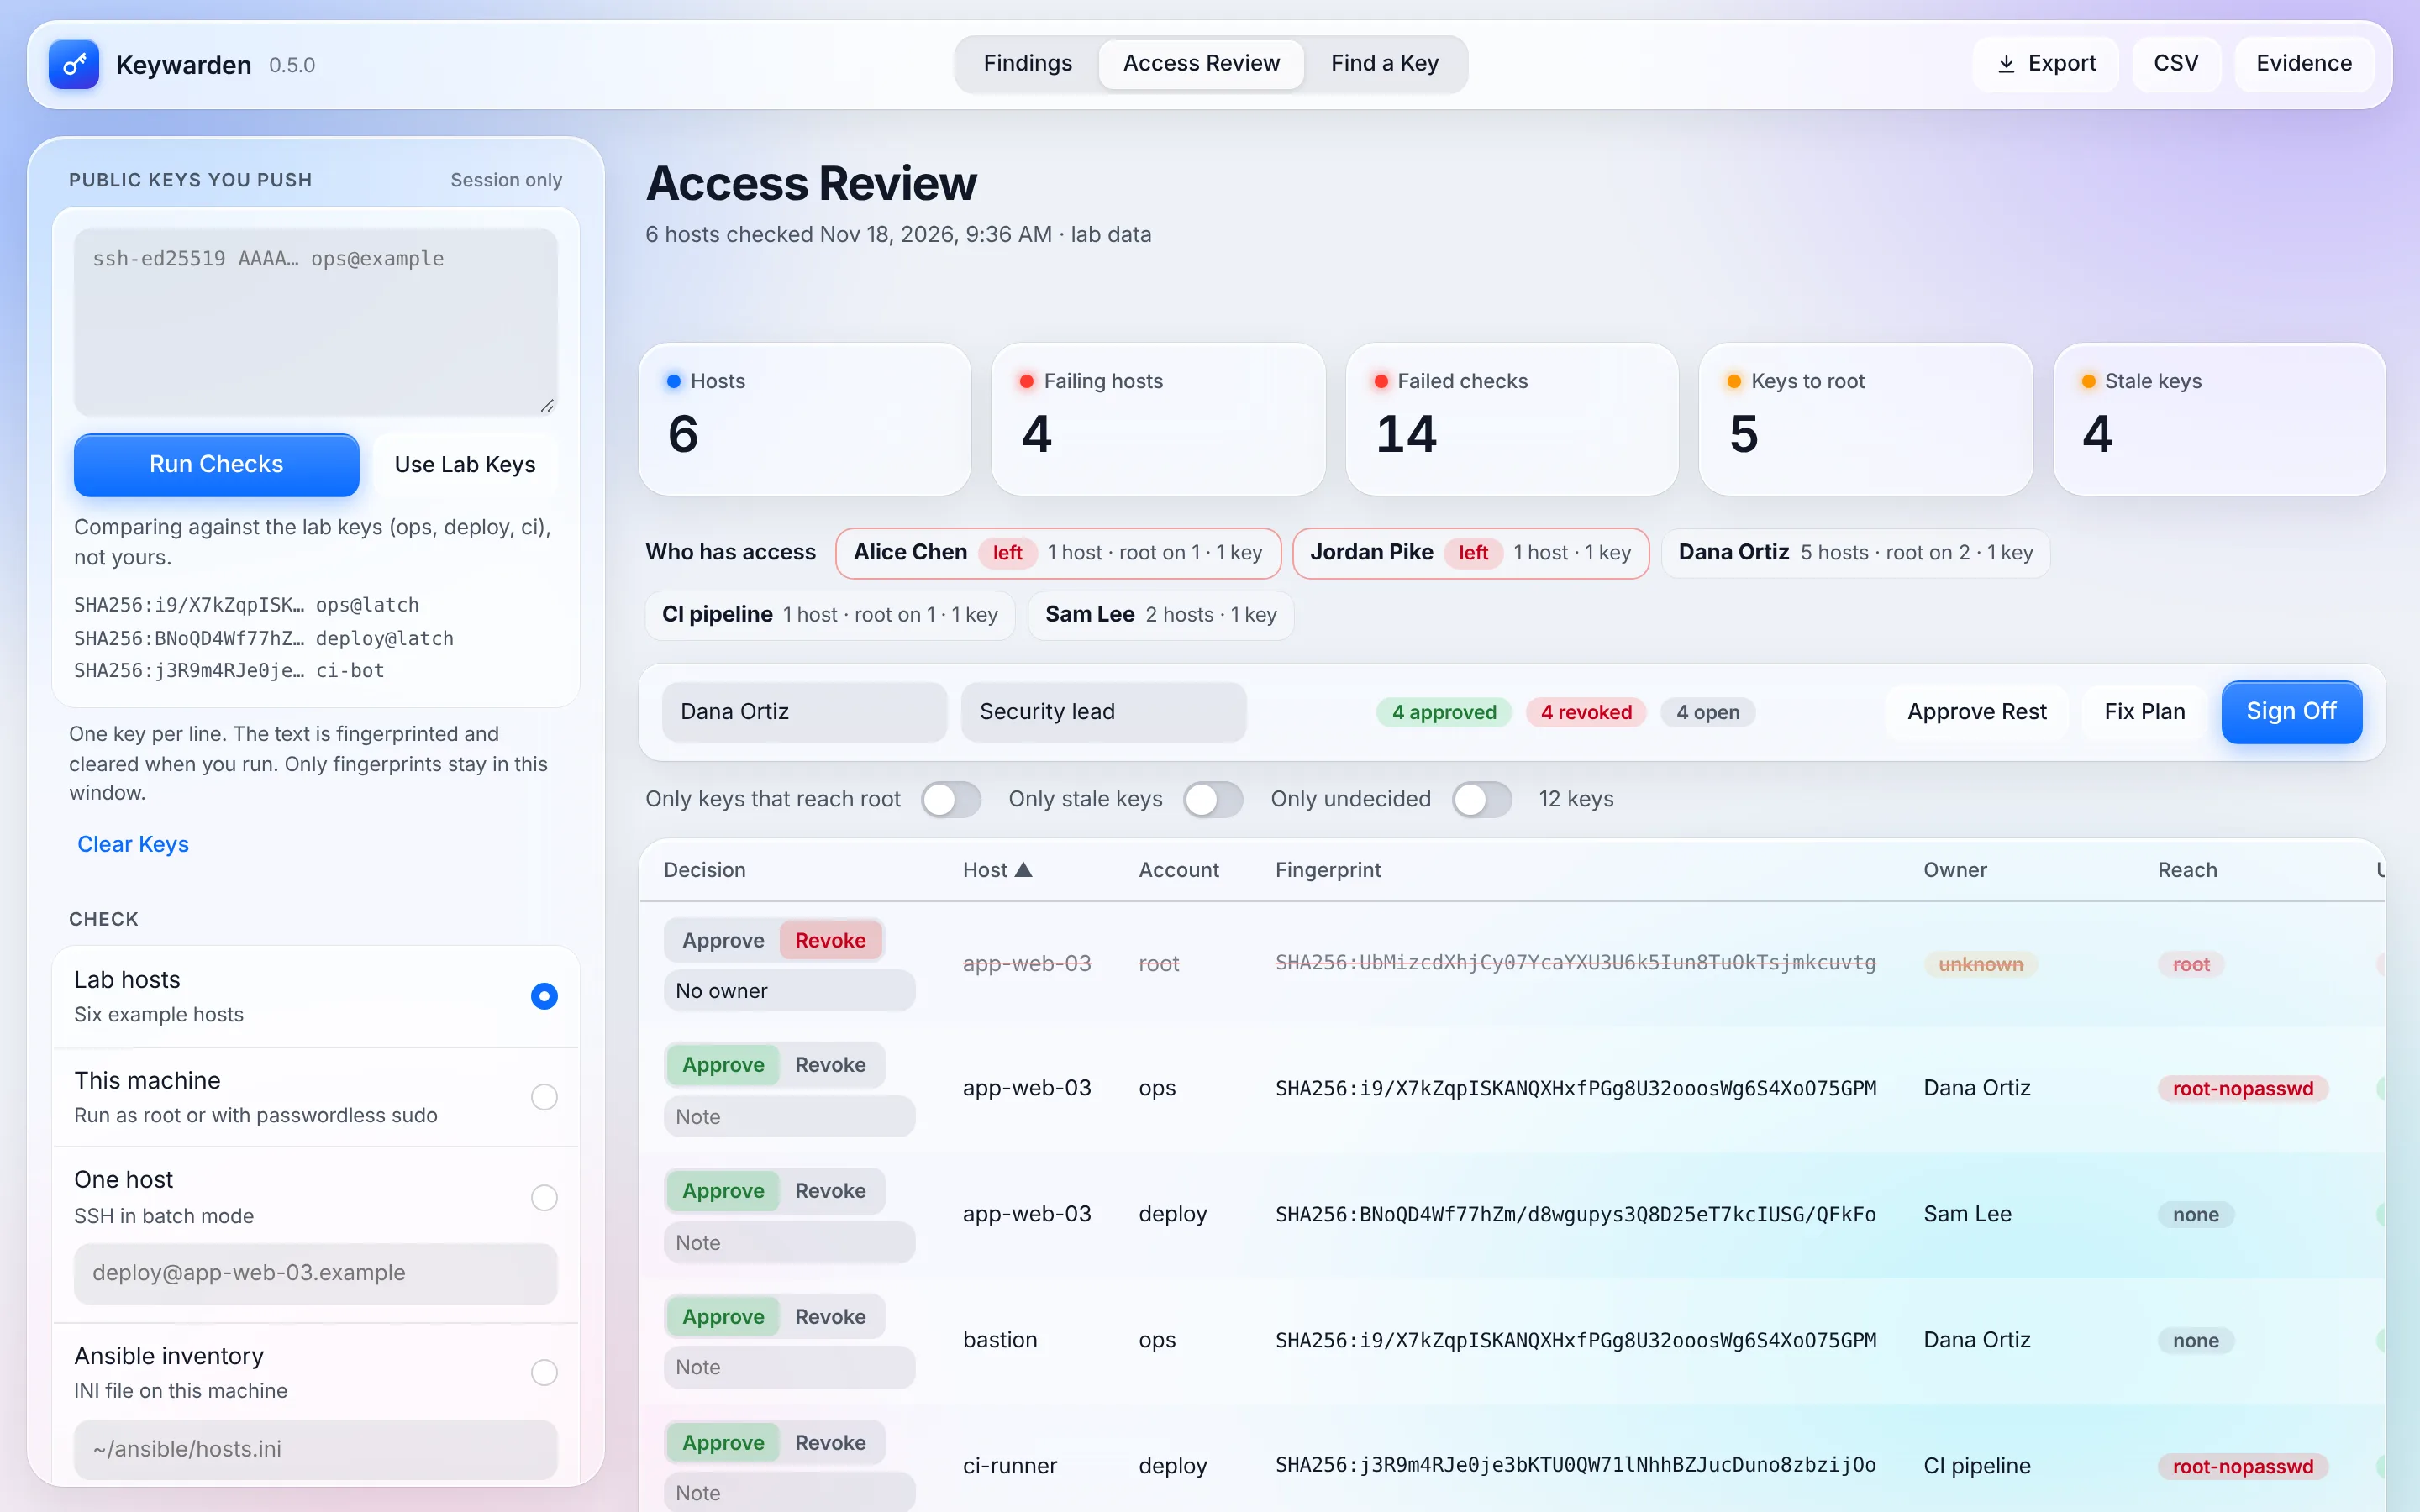 Keywarden 0.5.0
Findings Access Review Find a Key
Export CSV Evidence
PUBLIC KEYS YOU PUSH Session only
ssh-ed25519 AAAA… ops@example
Run Checks Use Lab Keys
Comparing against the lab keys (ops, deploy, ci),
not yours.
SHA256:i9/X7kZqpISK… ops@latch
SHA256:BNoQD4Wf77hZ… deploy@latch
SHA256:j3R9m4RJe0je… ci-bot
One key per line. The text is fingerprinted and
cleared when you run. Only fingerprints stay in this
window.
Clear Keys
CHECK
Lab hosts
Six example hosts
This machine
Run as root or with passwordless sudo
One host
SSH in batch mode
deploy@app-web-03.example
Ansible inventory
INI file on this machine
~/ansible/hosts.ini
Access Review
6 hosts checked Nov 18, 2026, 9:36 AM · lab data
Hosts
6
Failing hosts
4
Failed checks
14
Keys to root
5
Stale keys
4
Who has access Alice Chen left 1 host · root on 1 · 1 key Jordan Pike left 1 host · 1 key Dana Ortiz 5 hosts · root on 2 · 1 key
CI pipeline 1 host · root on 1 · 1 key Sam Lee 2 hosts · 1 key
Dana Ortiz Security lead 4 approved 4 revoked 4 open Approve Rest Fix Plan Sign Off
Only keys that reach root Only stale keys Only undecided 12 keys
Decision Host ▲ Account Fingerprint Owner Reach
Approve Revoke
app-web-03 root SHA256:UbMizcdXhjCy07YcaYXU3U6k5Iun8TuOkTsjmkcuvtg unknown root
No owner
Approve Revoke
app-web-03 ops SHA256:i9/X7kZqpISKANQXHxfPGg8U32ooosWg6S4XoO75GPM Dana Ortiz root-nopasswd
Note
Approve Revoke
app-web-03 deploy SHA256:BNoQD4Wf77hZm/d8wgupys3Q8D25eT7kcIUSG/QFkFo Sam Lee none
Note
Approve Revoke
bastion ops SHA256:i9/X7kZqpISKANQXHxfPGg8U32ooosWg6S4XoO75GPM Dana Ortiz none
Note
Approve Revoke
ci-runner deploy SHA256:j3R9m4RJe0je3bKTU0QW71lNhhBZJucDuno8zbzijOo CI pipeline root-nopasswd
Note